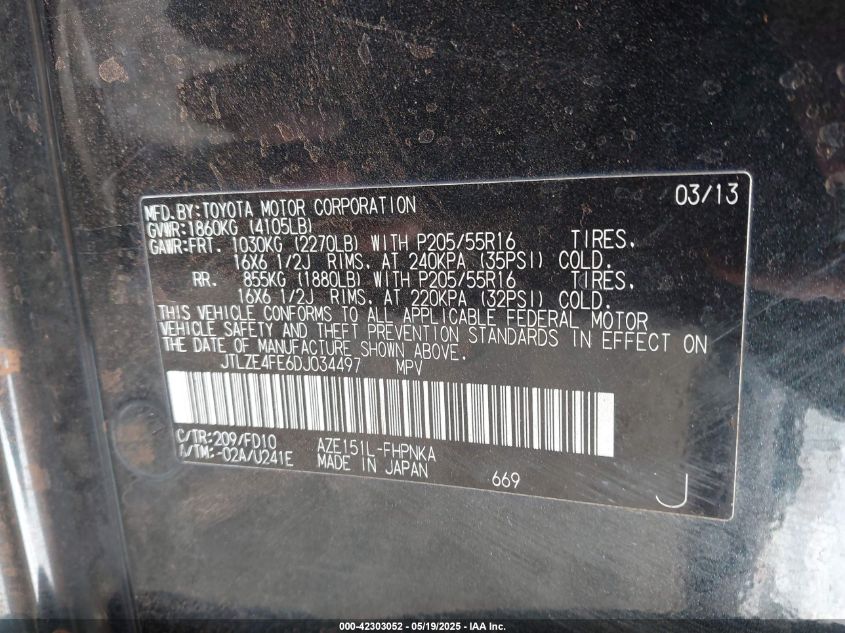 MFD.BY:TOYOTA MOTOR CORPORATION 03/13
GVWR:1860KG (4105LB)
GAWR:FRT. 1030KG (2270LB) WITH P205/55R16 TIRES,
16X6 1/2J RIMS, AT 240KPA (35PSI) COLD.
RR. 855KG (1880LB) WITH P205/55R16 TIRES,
16X6 1/2J RIMS, AT 220KPA (32PSI) COLD.
THIS VEHICLE CONFORMS TO ALL APPLICABLE FEDERAL MOTOR
VEHICLE SAFETY AND THEFT PREVENTION STANDARDS IN EFFECT ON
THE DATE OF MANUFACTURE SHOWN ABOVE.
JTLZE4FE6DJ034497 MPV
C/TR:209/FD10 AZE151L-FHPNKA
A/TM:-02A/U241E MADE IN JAPAN 669 J
000-42303052 - 05/19/2025 - IAA Inc.